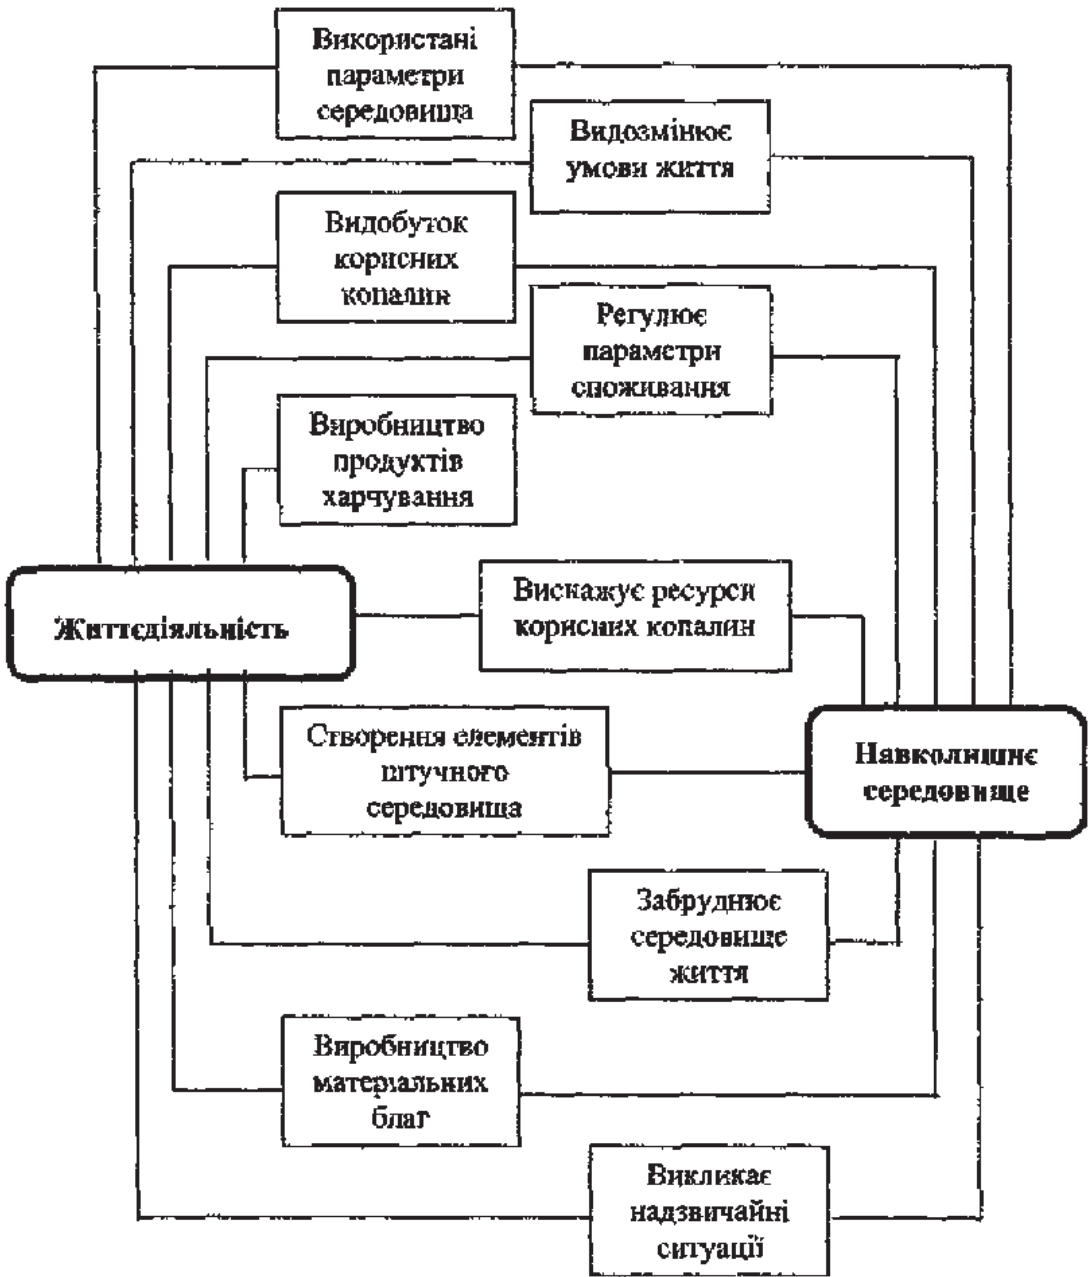 Використані
параметри
середовища
Видозмінює
умови життя
Видобуток
корисних
копалин
Регулює
параметри
споживання
Виробництво
продуктів
харчування
Вискажує ресурси
корисних копалин
Життєдіяльність
Створення елементів
штучного
середовища
Навколишнє
середовище
Забруднює
середовище
життя
Виробництво
матеріальних
благ
Викликає
надзвичайні
ситуації